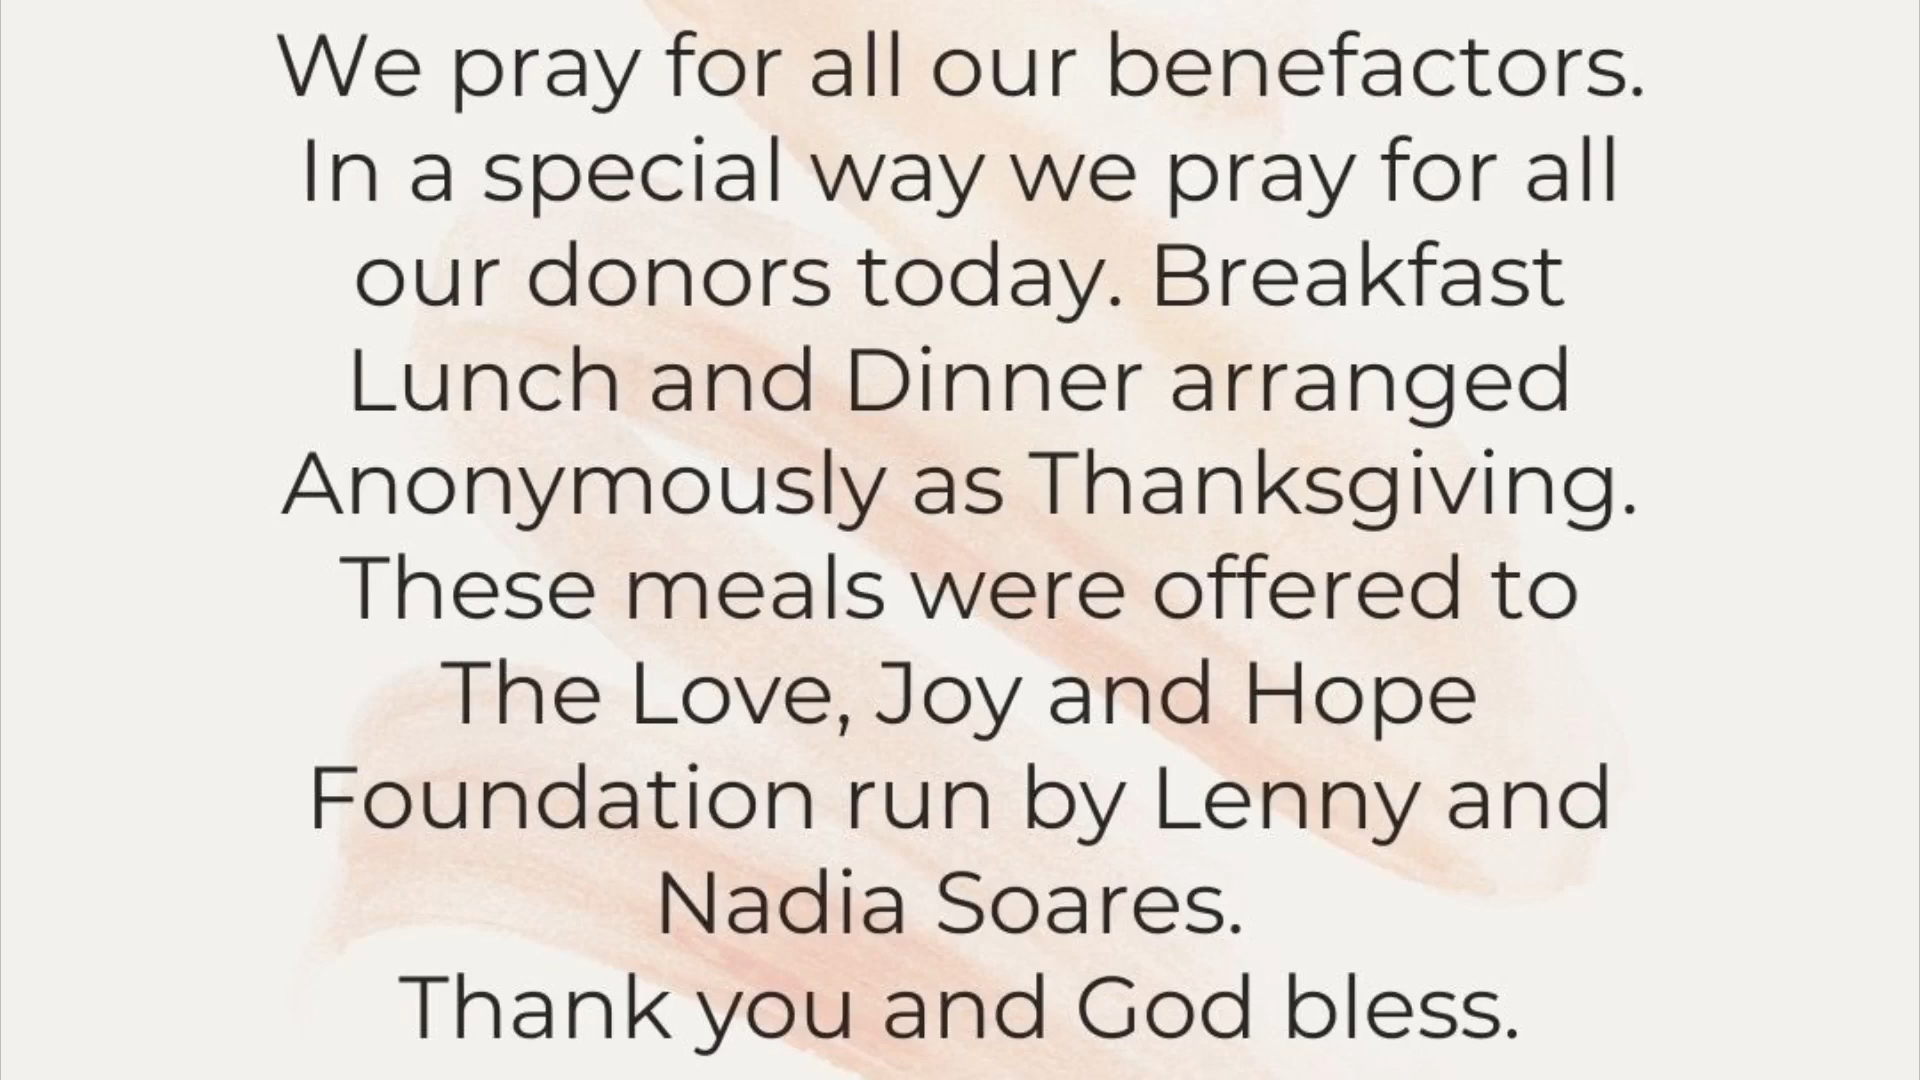 We pray for all our benefactors.
In a special way we pray for all
our donors today. Breakfast
Lunch and Dinner arranged
Anonymously as Thanksgiving.
These meals were offered to
The Love, Joy and Hope
Foundation run by Lenny and
Nadia Soares.
Thank you and God bless.